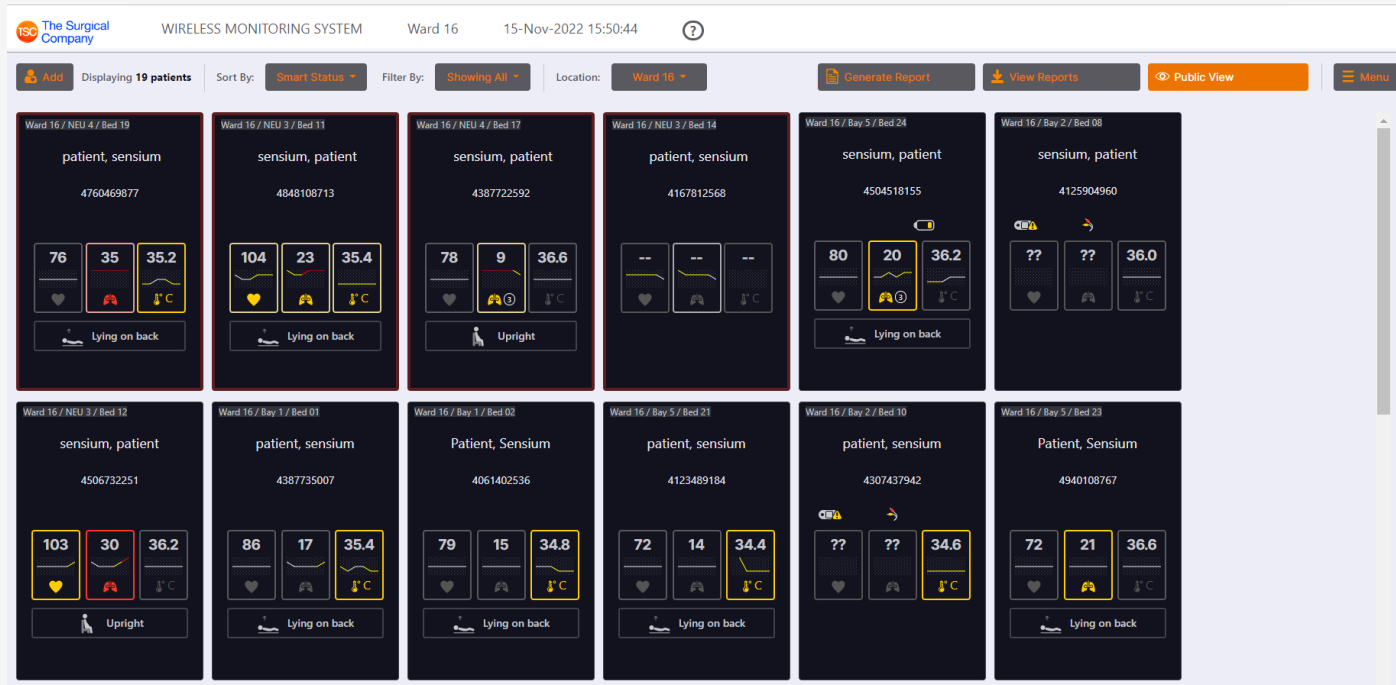 TSC The Surgical Company
WIRELESS MONITORING SYSTEM
Ward 16
15-Nov-2022 15:50:44
?
Add
Displaying 19 patients
Sort By:
Smart Status
Filter By:
Showing All
Location:
Ward 16
Generate Report
View Reports
Public View
Menu
Ward 16 / NEU 4 / Bed 19
patient, sensium
4760469877
76
35
35.2
°C
Lying on back
Ward 16 / NEU 3 / Bed 11
sensium, patient
4848108713
104
23
35.4
°C
Lying on back
Ward 16 / NEU 4 / Bed 17
sensium, patient
4387722592
78
9
36.6
3
°C
Upright
Ward 16 / NEU 3 / Bed 14
patient, sensium
4167812568
--
--
--
°C
Ward 16 / Bay 5 / Bed 24
sensium, patient
4504518155
80
20
36.2
3
°C
Lying on back
Ward 16 / Bay 2 / Bed 08
sensium, patient
4125904960
??
??
36.0
°C
Ward 16 / NEU 3 / Bed 12
sensium, patient
4506732251
103
30
36.2
°C
Upright
Ward 16 / Bay 1 / Bed 01
patient, sensium
4387735007
86
17
35.4
°C
Lying on back
Ward 16 / Bay 1 / Bed 02
Patient, Sensium
4061402536
79
15
34.8
°C
Lying on back
Ward 16 / Bay 5 / Bed 21
patient, sensium
4123489184
72
14
34.4
°C
Lying on back
Ward 16 / Bay 2 / Bed 10
patient, sensium
4307437942
??
??
34.6
°C
Ward 16 / Bay 5 / Bed 23
Patient, Sensium
4940108767
72
21
36.6
°C
Lying on back